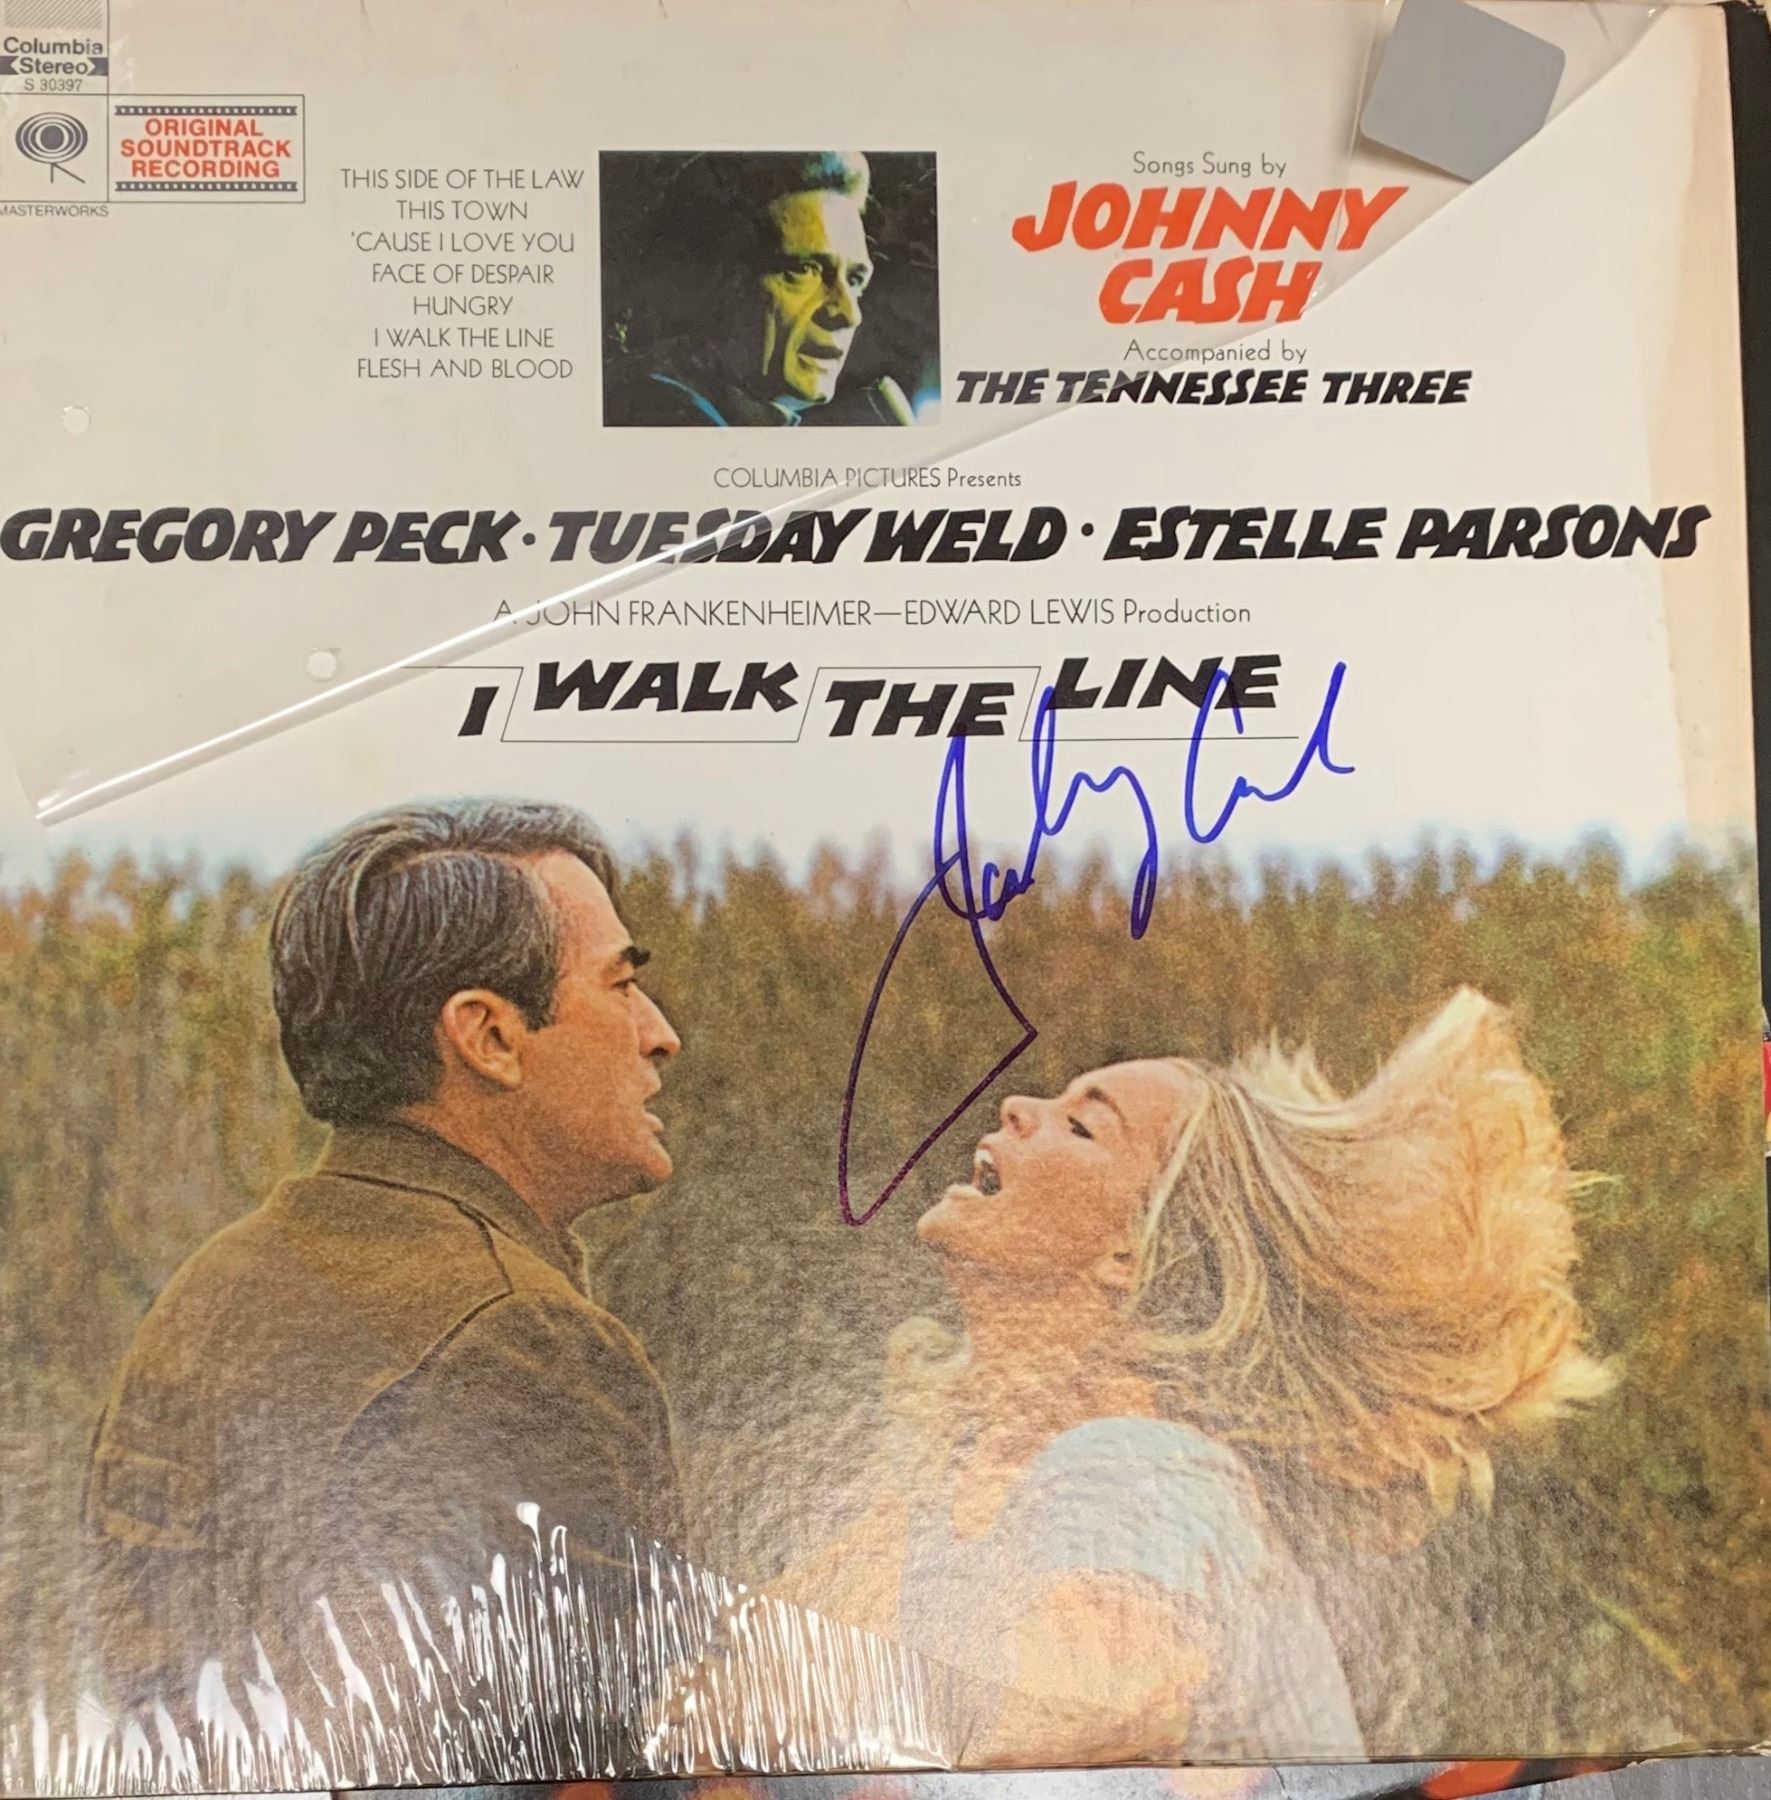 Columbia
Stereo
S 30397
ORIGINAL
SOUNDTRACK
RECORDING
MASTERWORKS
THIS SIDE OF THE LAW
THIS TOWN
'CAUSE I LOVE YOU
FACE OF DESPAIR
HUNGRY
I WALK THE LINE
FLESH AND BLOOD
Songs Sung by
JOHNNY
CASH
Accompanied by
THE TENNESSEE THREE
COLUMBIA PICTURES Presents
GREGORY PECK · TUESDAY WELD · ESTELLE PARSONS
A JOHN FRANKENHEIMER—EDWARD LEWIS Production
I WALK THE LINE